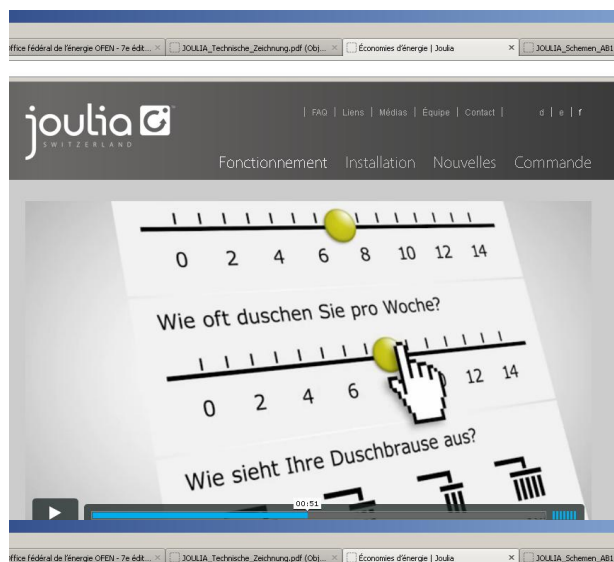 ffice fédéral de l'énergie OFEN - 7e édit... JOULIA_Technische_Zeichnung.pdf (Obj... Économies d'énergie | Joulia JOULIA_Schemen_AB1
joulia
SWITZERLAND
| FAQ | Liens | Médias | Équipe | Contact | d | e | f
Fonctionnement Installation Nouvelles Commande
0 2 4 6 8 10 12 14
Wie oft duschen Sie pro Woche?
0 2 4 6 12 14
Wie sieht Ihre Duschbrause aus?
00:51
ffice fédéral de l'énergie OFEN - 7e édit... JOULIA_Technische_Zeichnung.pdf (Obj... Économies d'énergie | Joulia JOULIA_Schemen_AB1